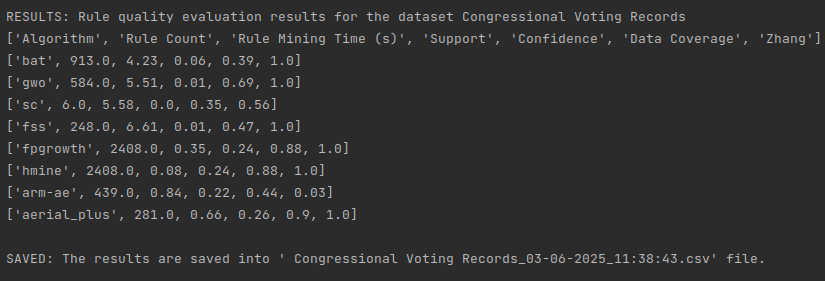 RESULTS: Rule quality evaluation results for the dataset Congressional Voting Records
['Algorithm', 'Rule Count', 'Rule Mining Time (s)', 'Support', 'Confidence', 'Data Coverage', 'Zhang']
['bat', 913.0, 4.23, 0.06, 0.39, 1.0]
['gwo', 584.0, 5.51, 0.01, 0.69, 1.0]
['sc', 6.0, 5.58, 0.0, 0.35, 0.56]
['fss', 248.0, 6.61, 0.01, 0.47, 1.0]
['fpgrowth', 2408.0, 0.35, 0.24, 0.88, 1.0]
['hmine', 2408.0, 0.08, 0.24, 0.88, 1.0]
['arm-ae', 439.0, 0.84, 0.22, 0.44, 0.03]
['aerial_plus', 281.0, 0.66, 0.26, 0.9, 1.0]
SAVED: The results are saved into ' Congressional Voting Records_03-06-2025_11:38:43.csv' file.